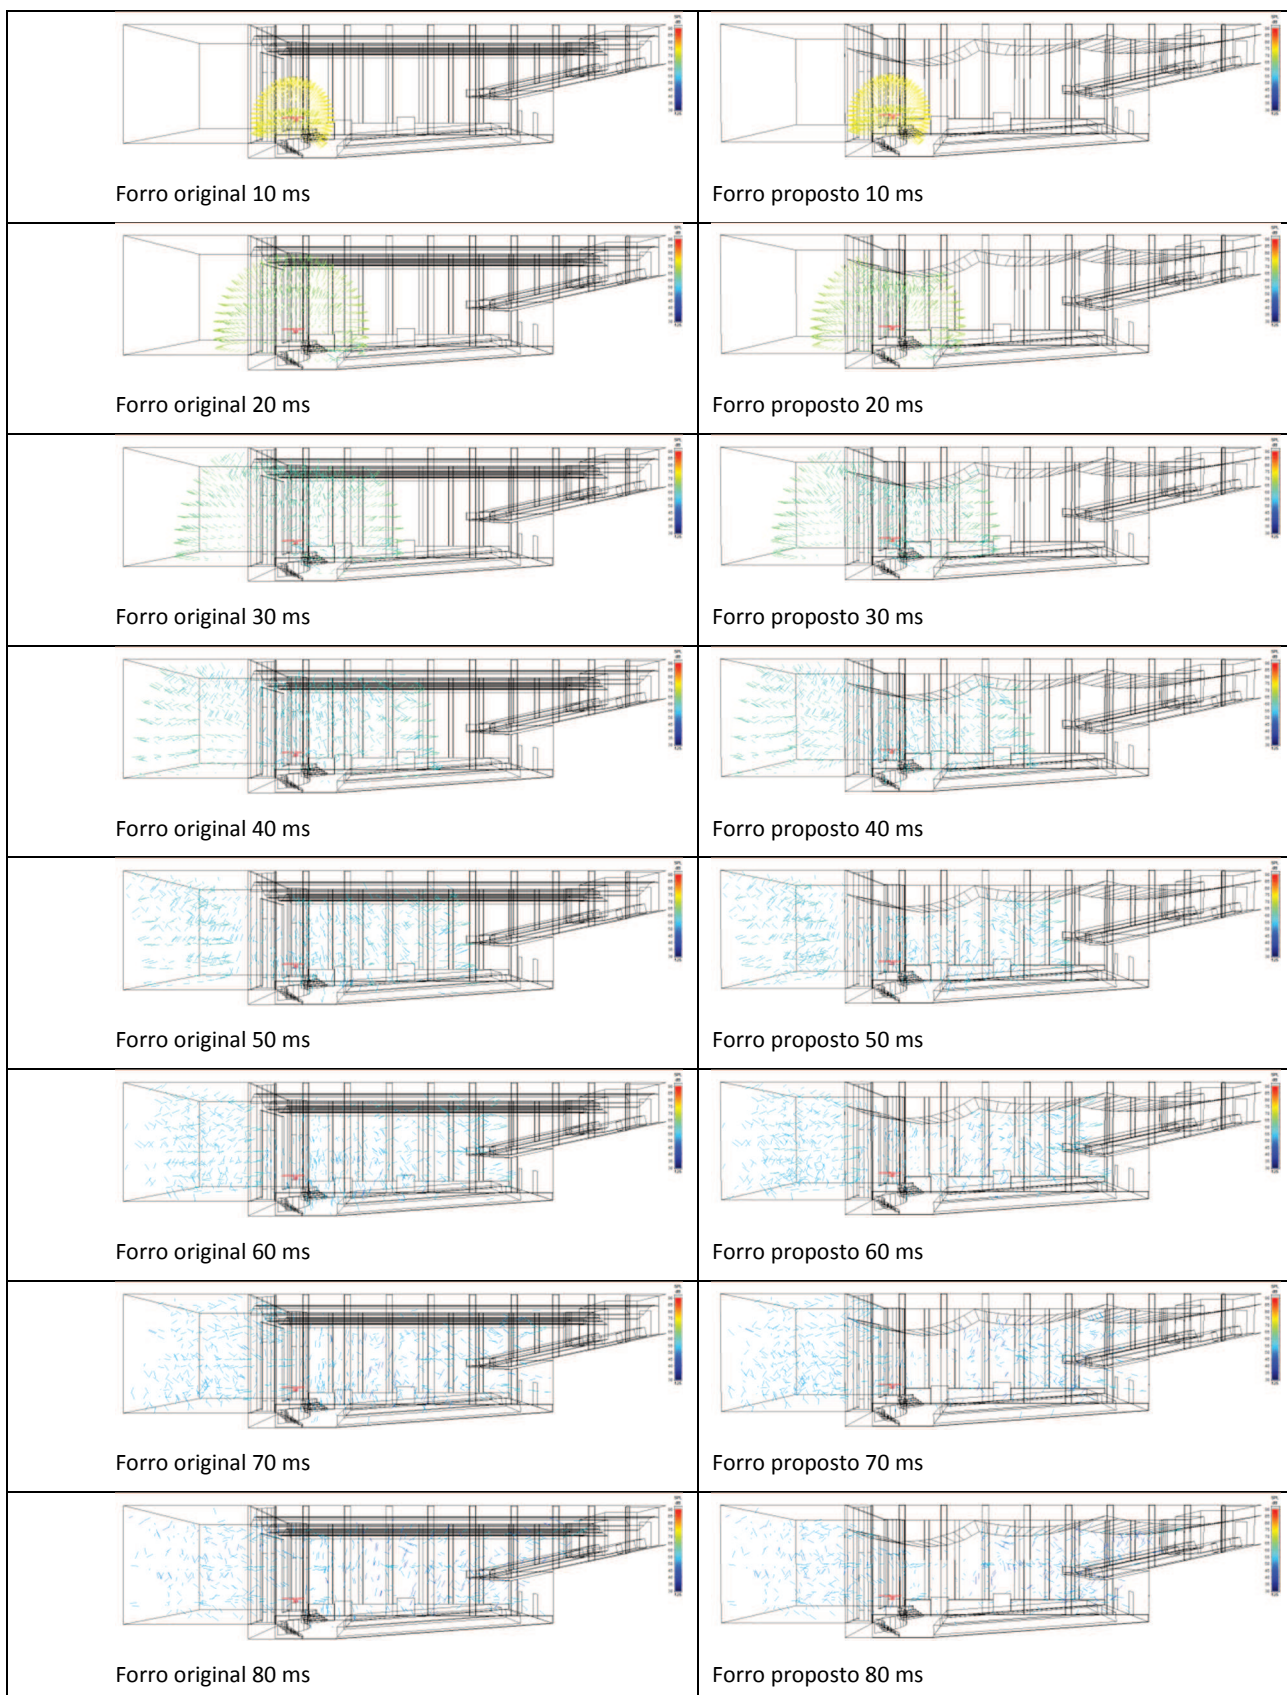 Forro original 10 ms
Forro proposto 10 ms
Forro original 20 ms
Forro proposto 20 ms
Forro original 30 ms
Forro proposto 30 ms
Forro original 40 ms
Forro proposto 40 ms
Forro original 50 ms
Forro proposto 50 ms
Forro original 60 ms
Forro proposto 60 ms
Forro original 70 ms
Forro proposto 70 ms
Forro original 80 ms
Forro proposto 80 ms